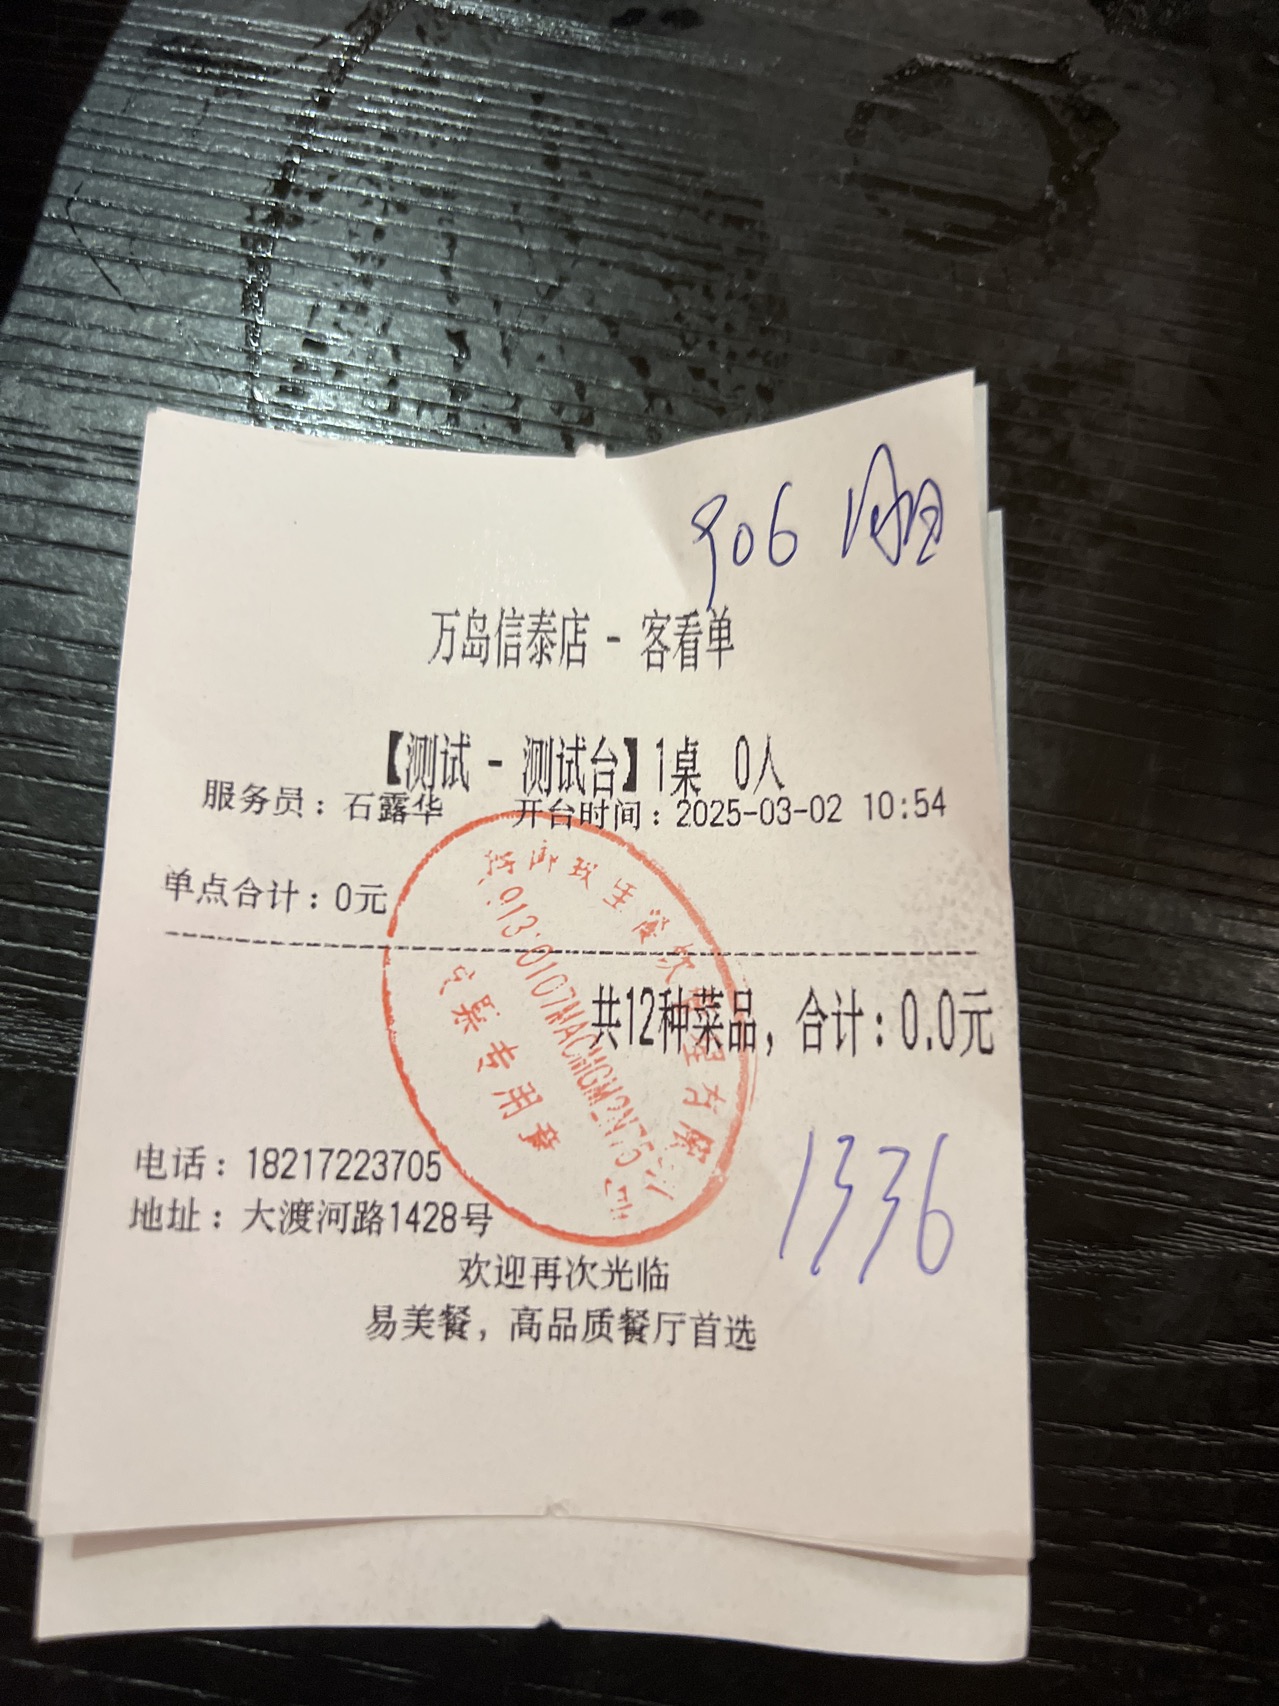 906
万岛信泰店 - 客看单
【测试 - 测试台】1桌 0人
服务员：石露华 开台时间：2025-03-02 10:54
单点合计：0元
共12种菜品，合计：0.0元
专用章
1336
电话：18217223705
地址：大渡河路1428号
欢迎再次光临
易美餐，高品质餐厅首选